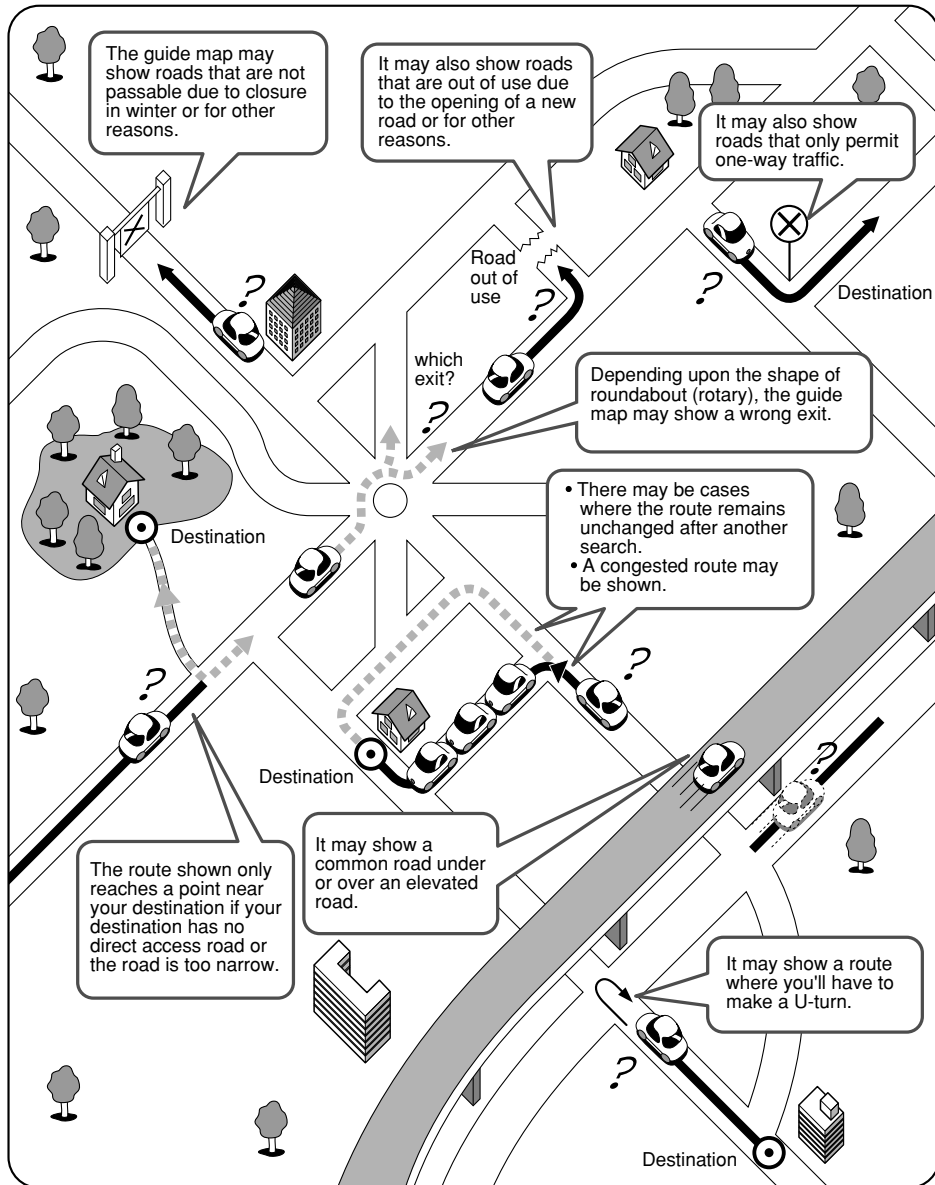 The guide map may
show roads that are not
passable due to closure
in winter or for other
reasons.
It may also show roads
that are out of use due
to the opening of a new
road or for other
reasons.
It may also show
roads that only permit
one-way traffic.
Road
out of
use
?
?
?
Destination
which
exit?
?
Depending upon the shape of
roundabout (rotary), the guide
map may show a wrong exit.
• There may be cases
where the route remains
unchanged after another
search.
• A congested route may
be shown.
Destination
?
?
?
Destination
It may show a
common road under
or over an elevated
road.
The route shown only
reaches a point near
your destination if your
destination has no
direct access road or
the road is too narrow.
It may show a route
where you'll have to
make a U-turn.
?
Destination